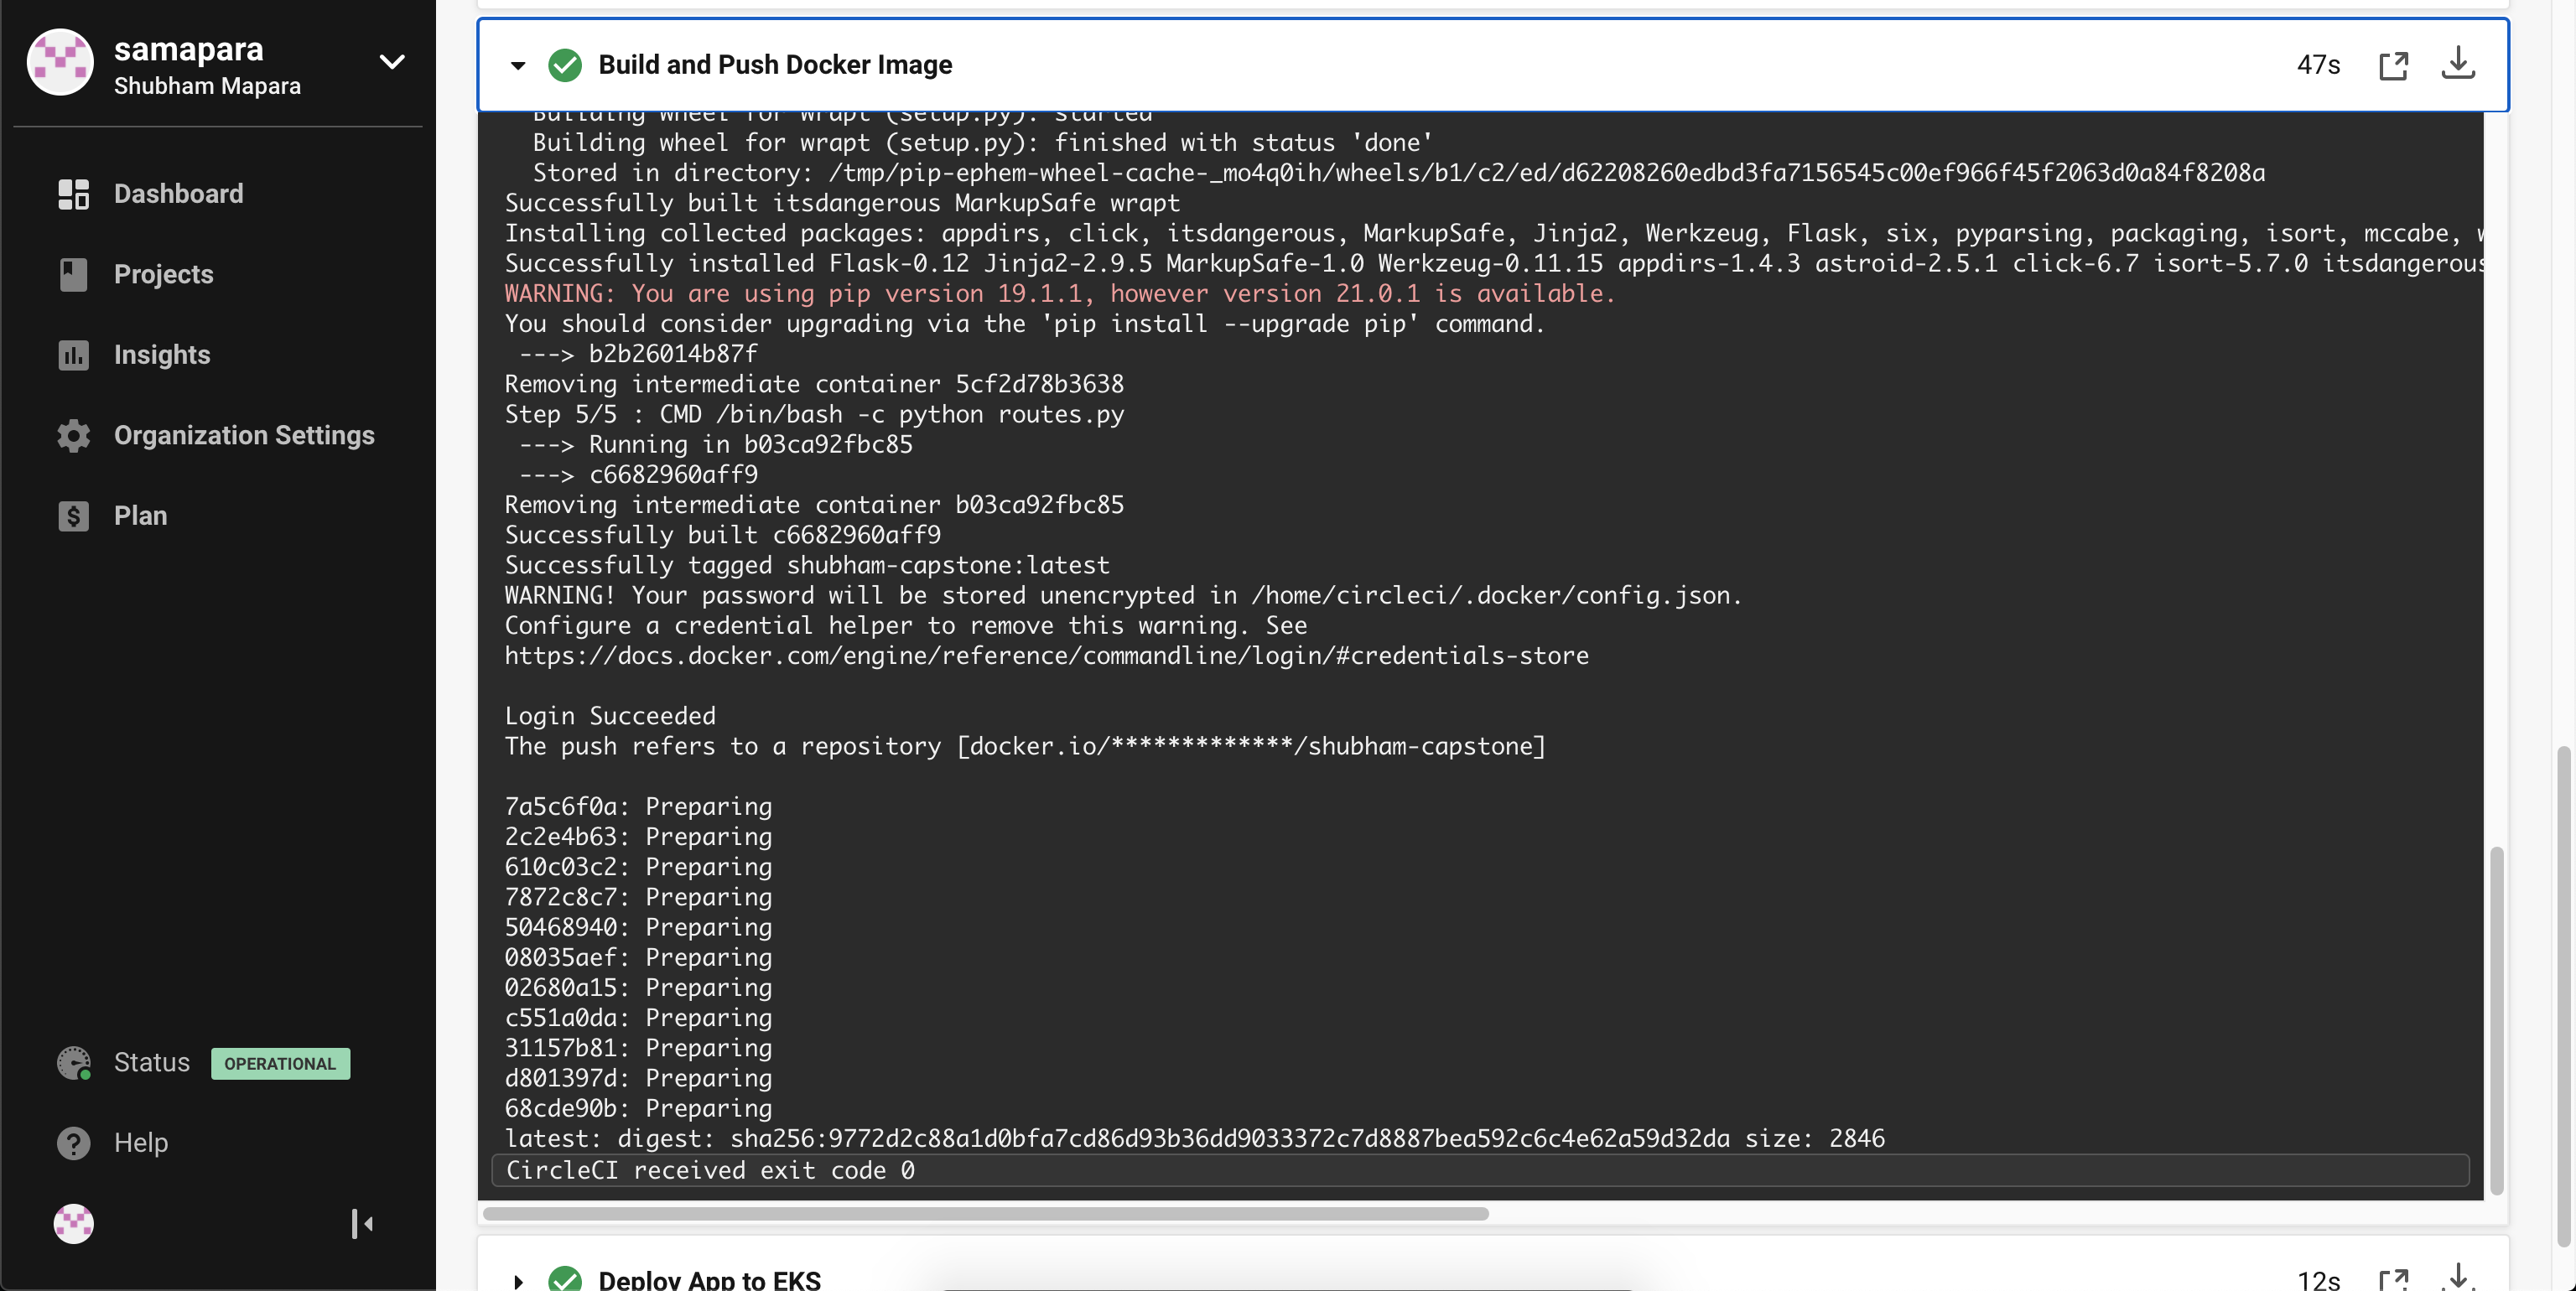 samapara
Shubham Mapara
Dashboard
Projects
Insights
Organization Settings
Plan
Status OPERATIONAL
Help
Build and Push Docker Image 47s
Building wheel for wrapt (setup.py): started
Building wheel for wrapt (setup.py): finished with status 'done'
Stored in directory: /tmp/pip-ephem-wheel-cache-_mo4q0ih/wheels/b1/c2/ed/d62208260edbd3fa7156545c00ef966f45f2063d0a84f8208a
Successfully built itsdangerous MarkupSafe wrapt
Installing collected packages: appdirs, click, itsdangerous, MarkupSafe, Jinja2, Werkzeug, Flask, six, pyparsing, packaging, isort, mccabe,
Successfully installed Flask-0.12 Jinja2-2.9.5 MarkupSafe-1.0 Werkzeug-0.11.15 appdirs-1.4.3 astroid-2.5.1 click-6.7 isort-5.7.0 itsdangerous
WARNING: You are using pip version 19.1.1, however version 21.0.1 is available.
You should consider upgrading via the 'pip install --upgrade pip' command.
---> b2b26014b87f
Removing intermediate container 5cf2d78b3638
Step 5/5 : CMD /bin/bash -c python routes.py
---> Running in b03ca92fbc85
---> c6682960aff9
Removing intermediate container b03ca92fbc85
Successfully built c6682960aff9
Successfully tagged shubham-capstone:latest
WARNING! Your password will be stored unencrypted in /home/circleci/.docker/config.json.
Configure a credential helper to remove this warning. See
https://docs.docker.com/engine/reference/commandline/login/#credentials-store
Login Succeeded
The push refers to a repository [docker.io/*************/shubham-capstone]
7a5c6f0a: Preparing
2c2e4b63: Preparing
610c03c2: Preparing
7872c8c7: Preparing
50468940: Preparing
08035aef: Preparing
02680a15: Preparing
c551a0da: Preparing
31157b81: Preparing
d801397d: Preparing
68cde90b: Preparing
latest: digest: sha256:9772d2c88a1d0bfa7cd86d93b36dd9033372c7d8887bea592c6c4e62a59d32da size: 2846
CircleCI received exit code 0
Deploy App to EKS 12s